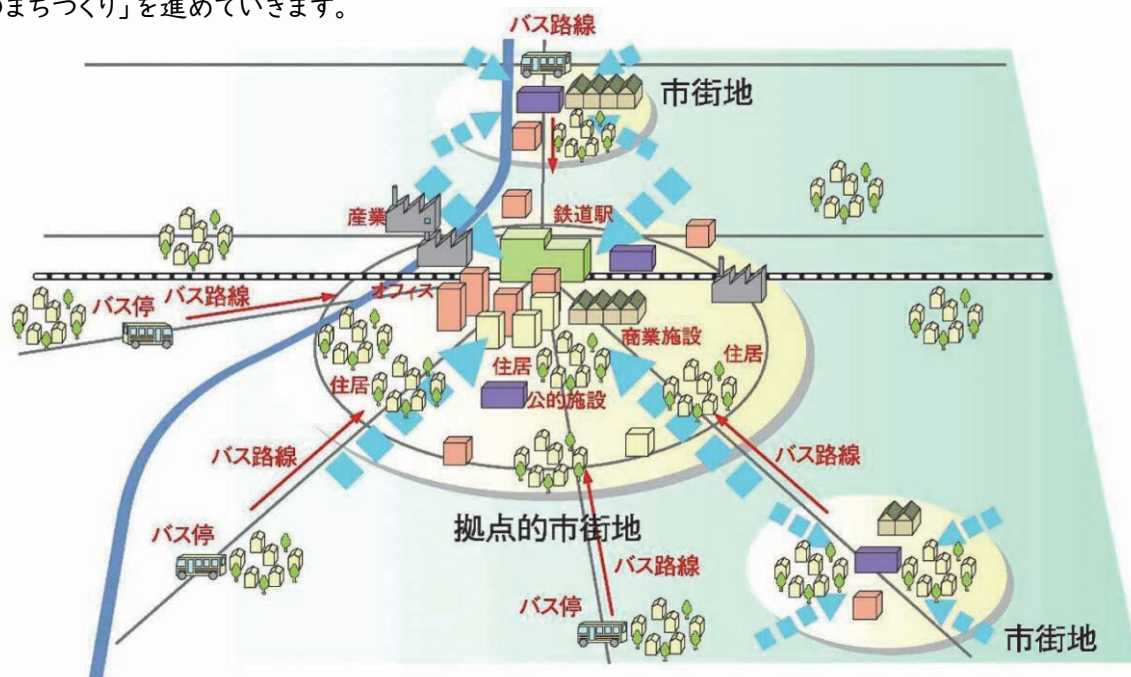 のまちづくり」を進めていきます。
バス路線
市街地
産業
鉄道駅
バス停
バス路線
オフィス
商業施設
住居
住居
住居
公的施設
バス路線
バス路線
拠点的市街地
バス停
バス路線
バス停
市街地